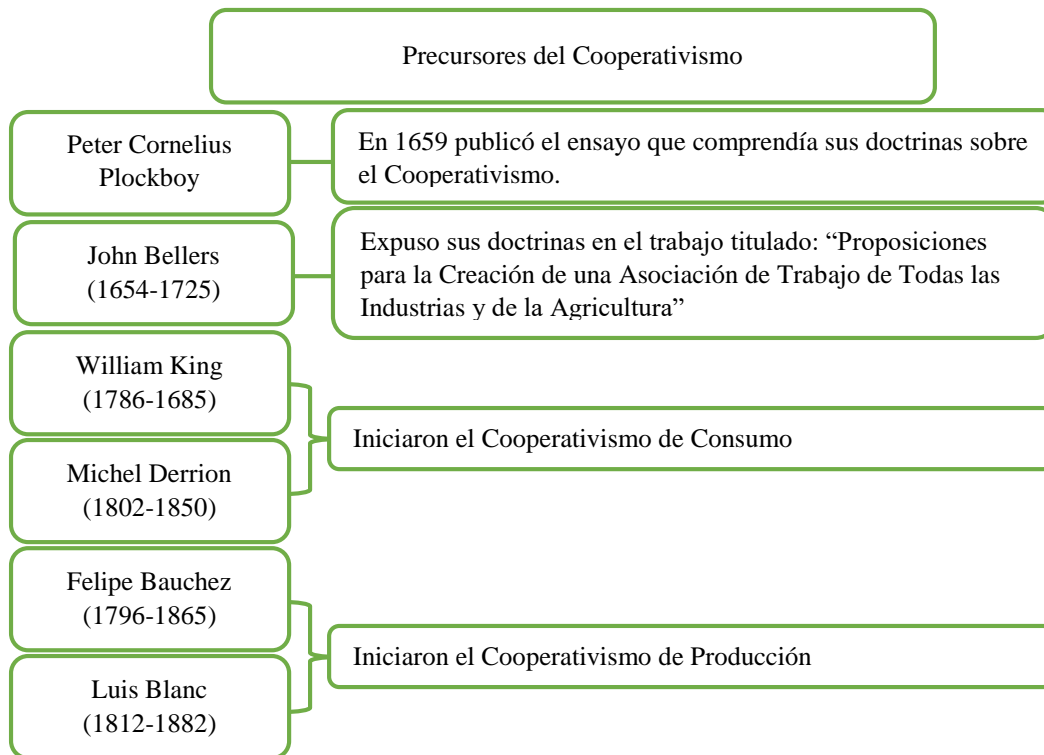 Precursores del Cooperativismo
Peter Cornelius
Plockboy
En 1659 publicó el ensayo que comprendía sus doctrinas sobre
el Cooperativismo.
John Bellers
(1654-1725)
Expuso sus doctrinas en el trabajo titulado: “Proposiciones
para la Creación de una Asociación de Trabajo de Todas las
Industrias y de la Agricultura”
William King
(1786-1685)
Michel Derrion
(1802-1850)
Iniciaron el Cooperativismo de Consumo
Felipe Bauchez
(1796-1865)
Luis Blanc
(1812-1882)
Iniciaron el Cooperativismo de Producción